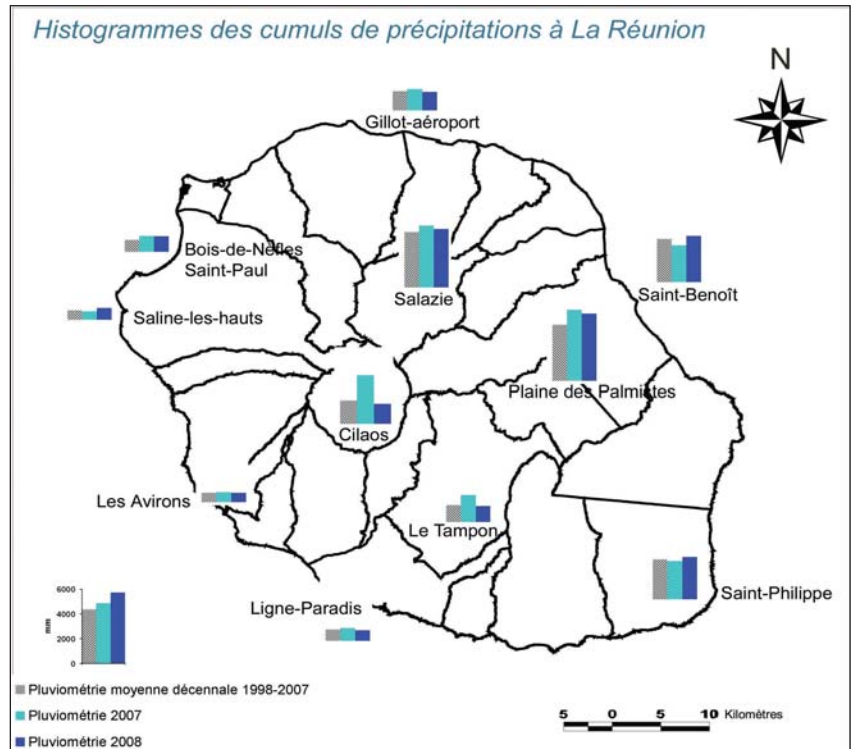 Histogrammes des cumuls de précipitations à La Réunion
N
Gillot-aéroport
Bois-de-Nèfles
Saint-Paul
Salazie
Saint-Benoît
Saline-les-hauts
Plaine des Palmistes
Cilaos
Les Avirons
Le Tampon
Saint-Philippe
Ligne-Paradis
6000
4000
2000
0
mm
Pluviométrie moyenne décennale 1998-2007
Pluviométrie 2007
Pluviométrie 2008
5 0 5 10 Kilomètres